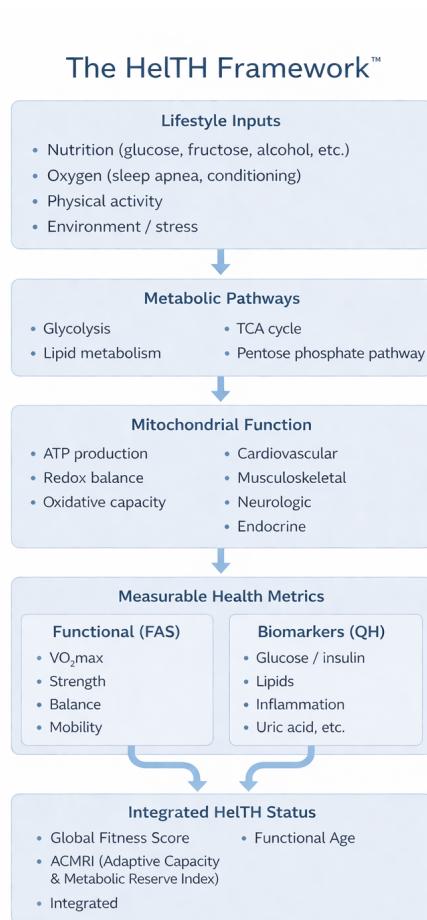 The HelTH Framework™
Lifestyle Inputs
• Nutrition (glucose, fructose, alcohol, etc.)
• Oxygen (sleep apnea, conditioning)
• Physical activity
• Environment / stress
Metabolic Pathways
• Glycolysis
• Lipid metabolism
• TCA cycle
• Pentose phosphate pathway
Mitochondrial Function
• ATP production
• Redox balance
• Oxidative capacity
• Cardiovascular
• Musculoskeletal
• Neurologic
• Endocrine
Measurable Health Metrics
Functional (FAS)
• VO₂max
• Strength
• Balance
• Mobility
Biomarkers (QH)
• Glucose / insulin
• Lipids
• Inflammation
• Uric acid, etc.
Integrated HelTH Status
• Global Fitness Score
• ACMRI (Adaptive Capacity
& Metabolic Reserve Index)
• Integrated
• Functional Age